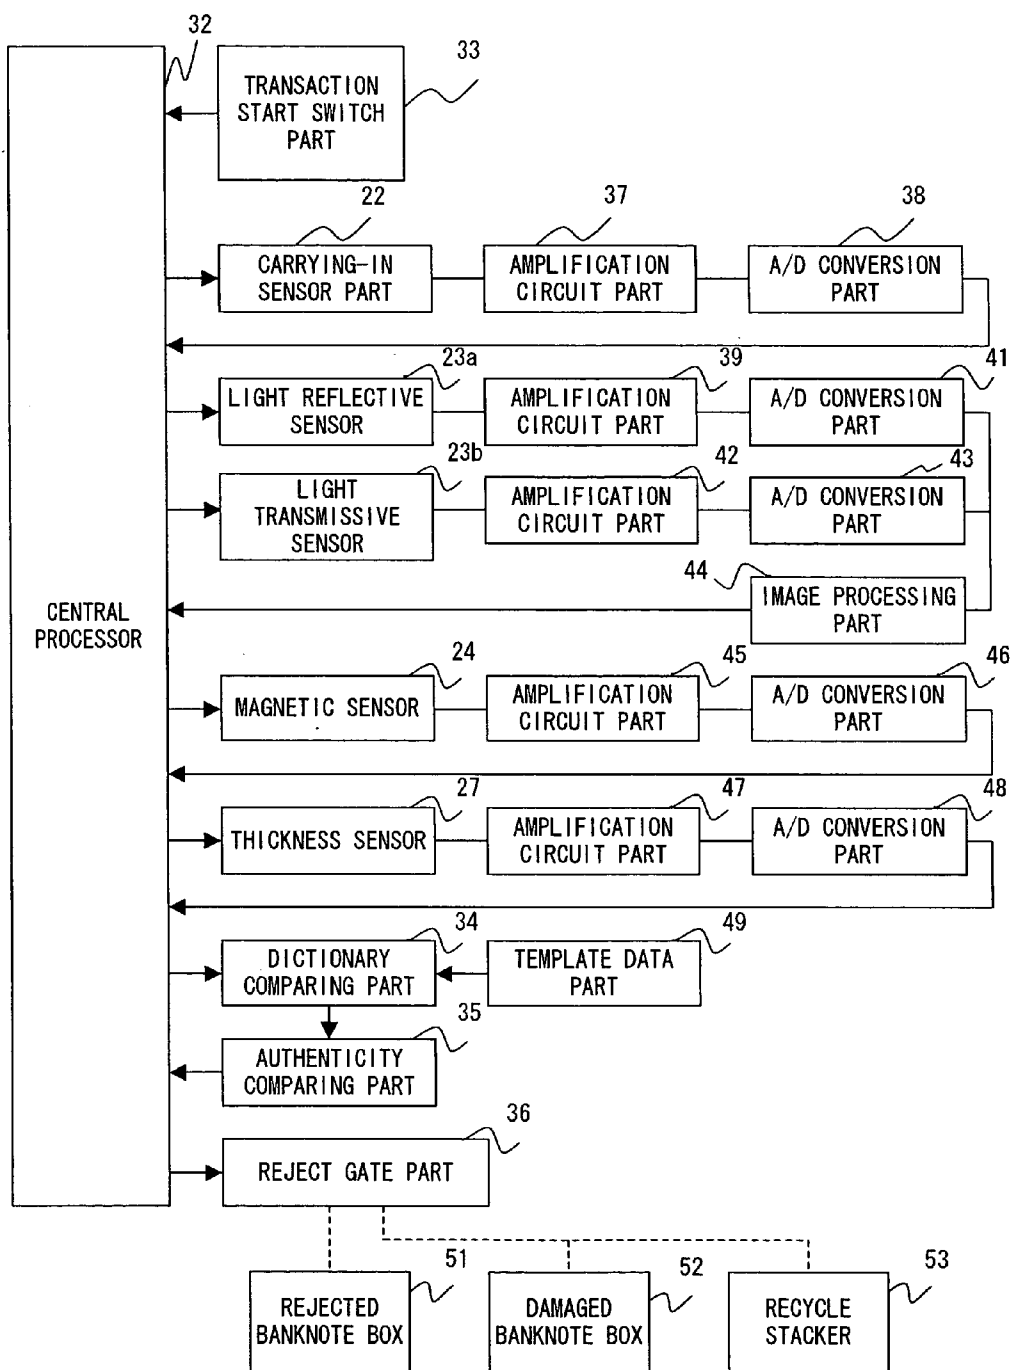 32
33
TRANSACTION
START SWITCH
PART
22
37
38
CARRYING-IN
SENSOR PART
AMPLIFICATION
CIRCUIT PART
A/D CONVERSION
PART
23a
39
41
LIGHT REFLECTIVE
SENSOR
AMPLIFICATION
CIRCUIT PART
A/D CONVERSION
PART
23b
42
43
LIGHT
TRANSMISSIVE
SENSOR
AMPLIFICATION
CIRCUIT PART
A/D CONVERSION
PART
44
IMAGE PROCESSING
PART
CENTRAL
PROCESSOR
24
45
46
MAGNETIC SENSOR
AMPLIFICATION
CIRCUIT PART
A/D CONVERSION
PART
27
47
48
THICKNESS SENSOR
AMPLIFICATION
CIRCUIT PART
A/D CONVERSION
PART
34
49
DICTIONARY
COMPARING PART
TEMPLATE DATA
PART
35
AUTHENTICITY
COMPARING PART
36
REJECT GATE PART
51
52
53
REJECTED
BANKNOTE BOX
DAMAGED
BANKNOTE BOX
RECYCLE
STACKER